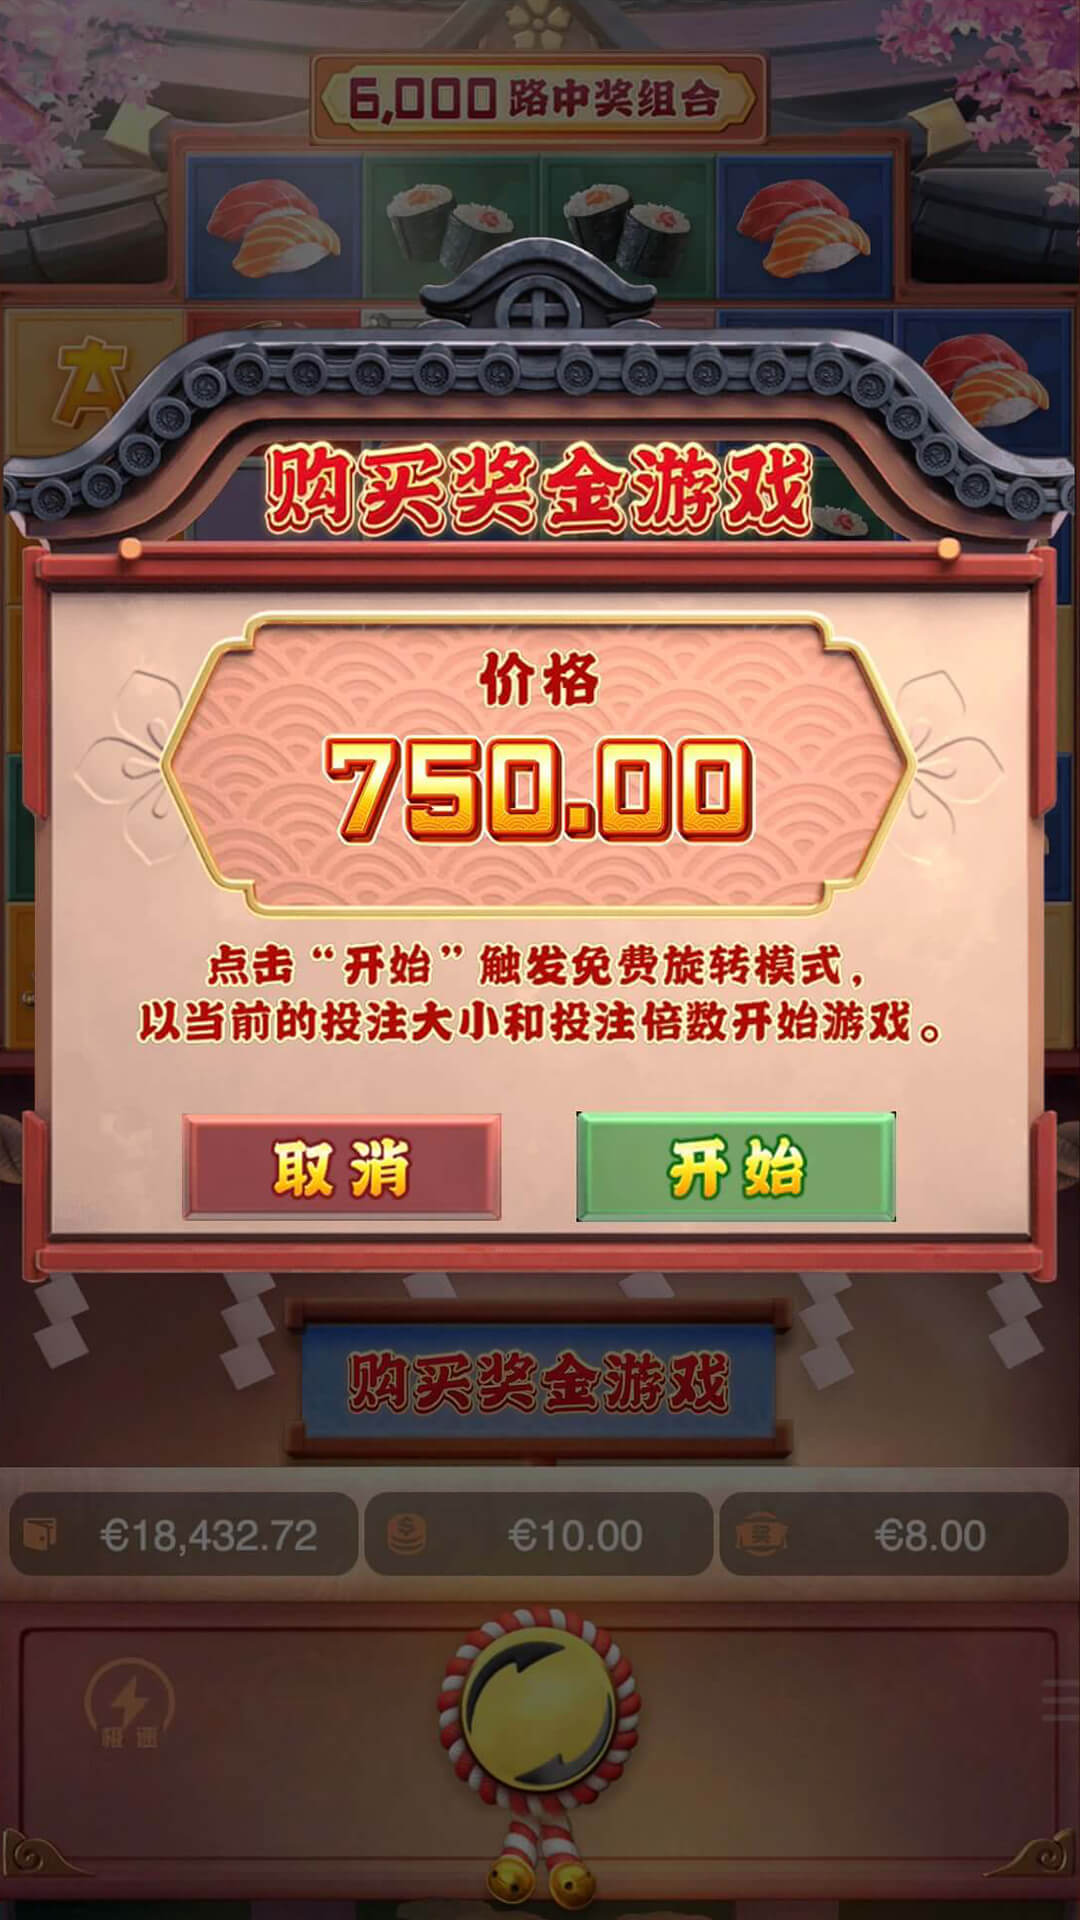 6,000 路中奖组合
A
购买奖金游戏
价格
750.00
点击“开始”触发免费旋转模式，
以当前的投注大小和投注倍数开始游戏。
取消
开始
购买奖金游戏
€18,432.72
€10.00
奖
€8.00
极速